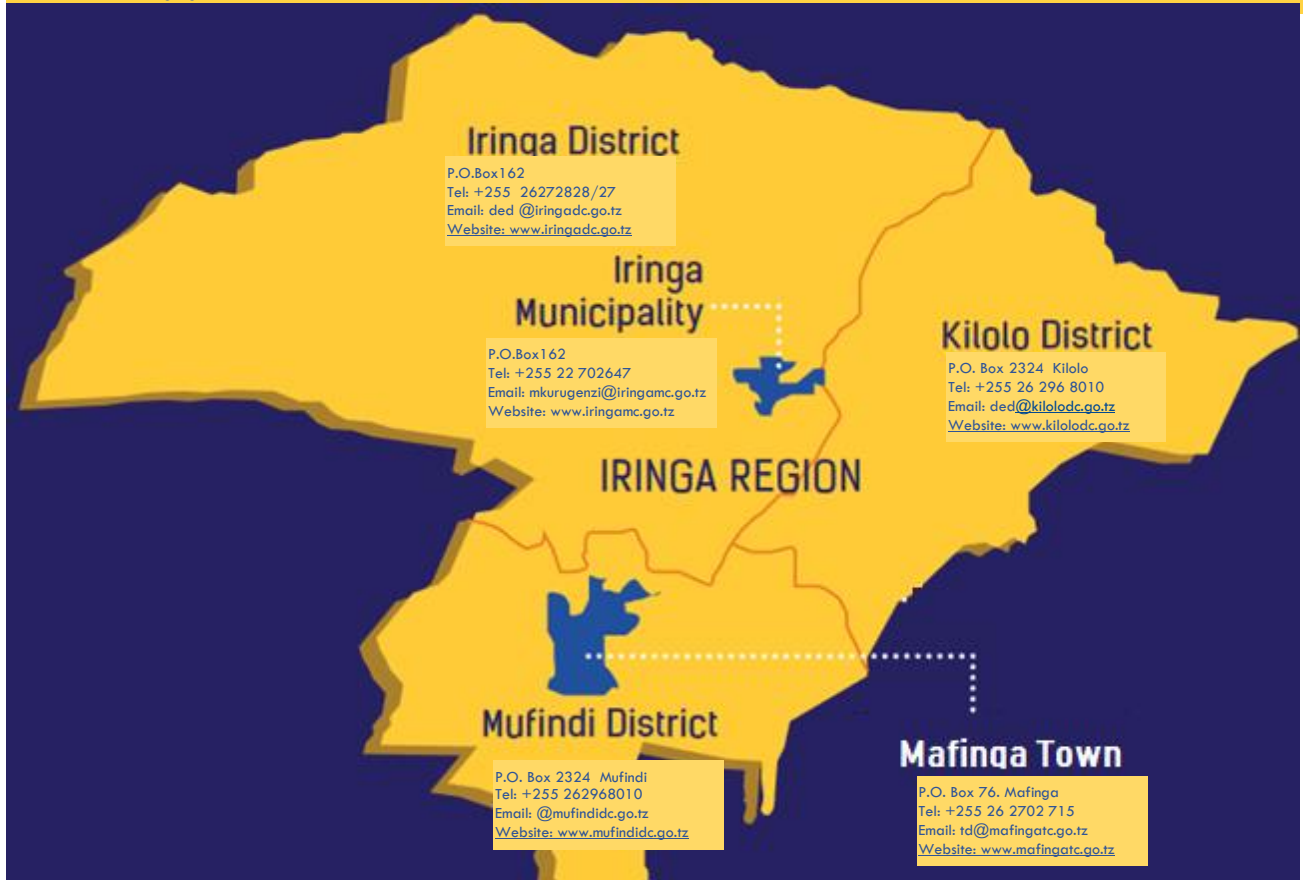 Iringa District
P.O.Box162
Tel: +255  26272828/27
Email: ded @iringadc.go.tz
Website: www.iringadc.go.tz
Iringa
Municipality
P.O.Box162
Tel: +255 22 702647
Email: mkurugenzi@iringamc.go.tz
Website: www.iringamc.go.tz
Kilolo District
P.O. Box 2324  Kilolo
Tel: +255 26 296 8010
Email: ded@kilolodc.go.tz
Website: www.kilolodc.go.tz
IRINGA REGION
Mufindi District
P.O. Box 2324  Mufindi
Tel: +255 262968010
Email: @mufindidc.go.tz
Website: www.mufindidc.go.tz
Mafinga Town
P.O. Box 76. Mafinga
Tel: +255 26 2702 715
Email: td@mafingatc.go.tz
Website: www.mafingatc.go.tz